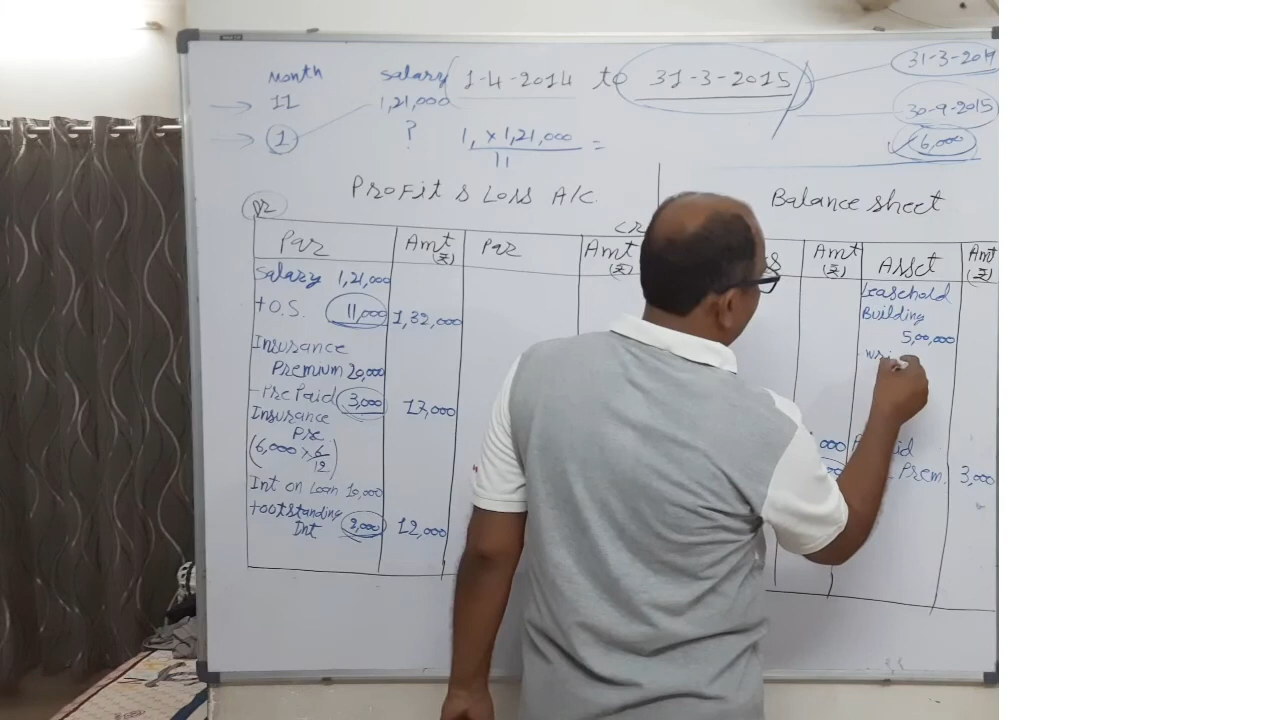 month salary 1-4-2014 to 31-3-2015
11 1,21,000
1 ? 1 x 1,21,000 =
11
30-9-2015
6,000
Profit & Loss A/C
Balance sheet
Dr
Cr
Par Amt (₹) Par Amt (₹)
Amt (₹) Asset Amt (₹)
Salary 1,21,000
+ O.S. 11,000 1,32,000
Insurance
Premium 20,000
- PrePaid 3,000 17,000
Insurance
Pre
(6,000 x 6/12)
Int on Loan 10,000
+ Outstanding
Int 2,000 12,000
Leasehold
Building
5,00,000
Prem. 3,000